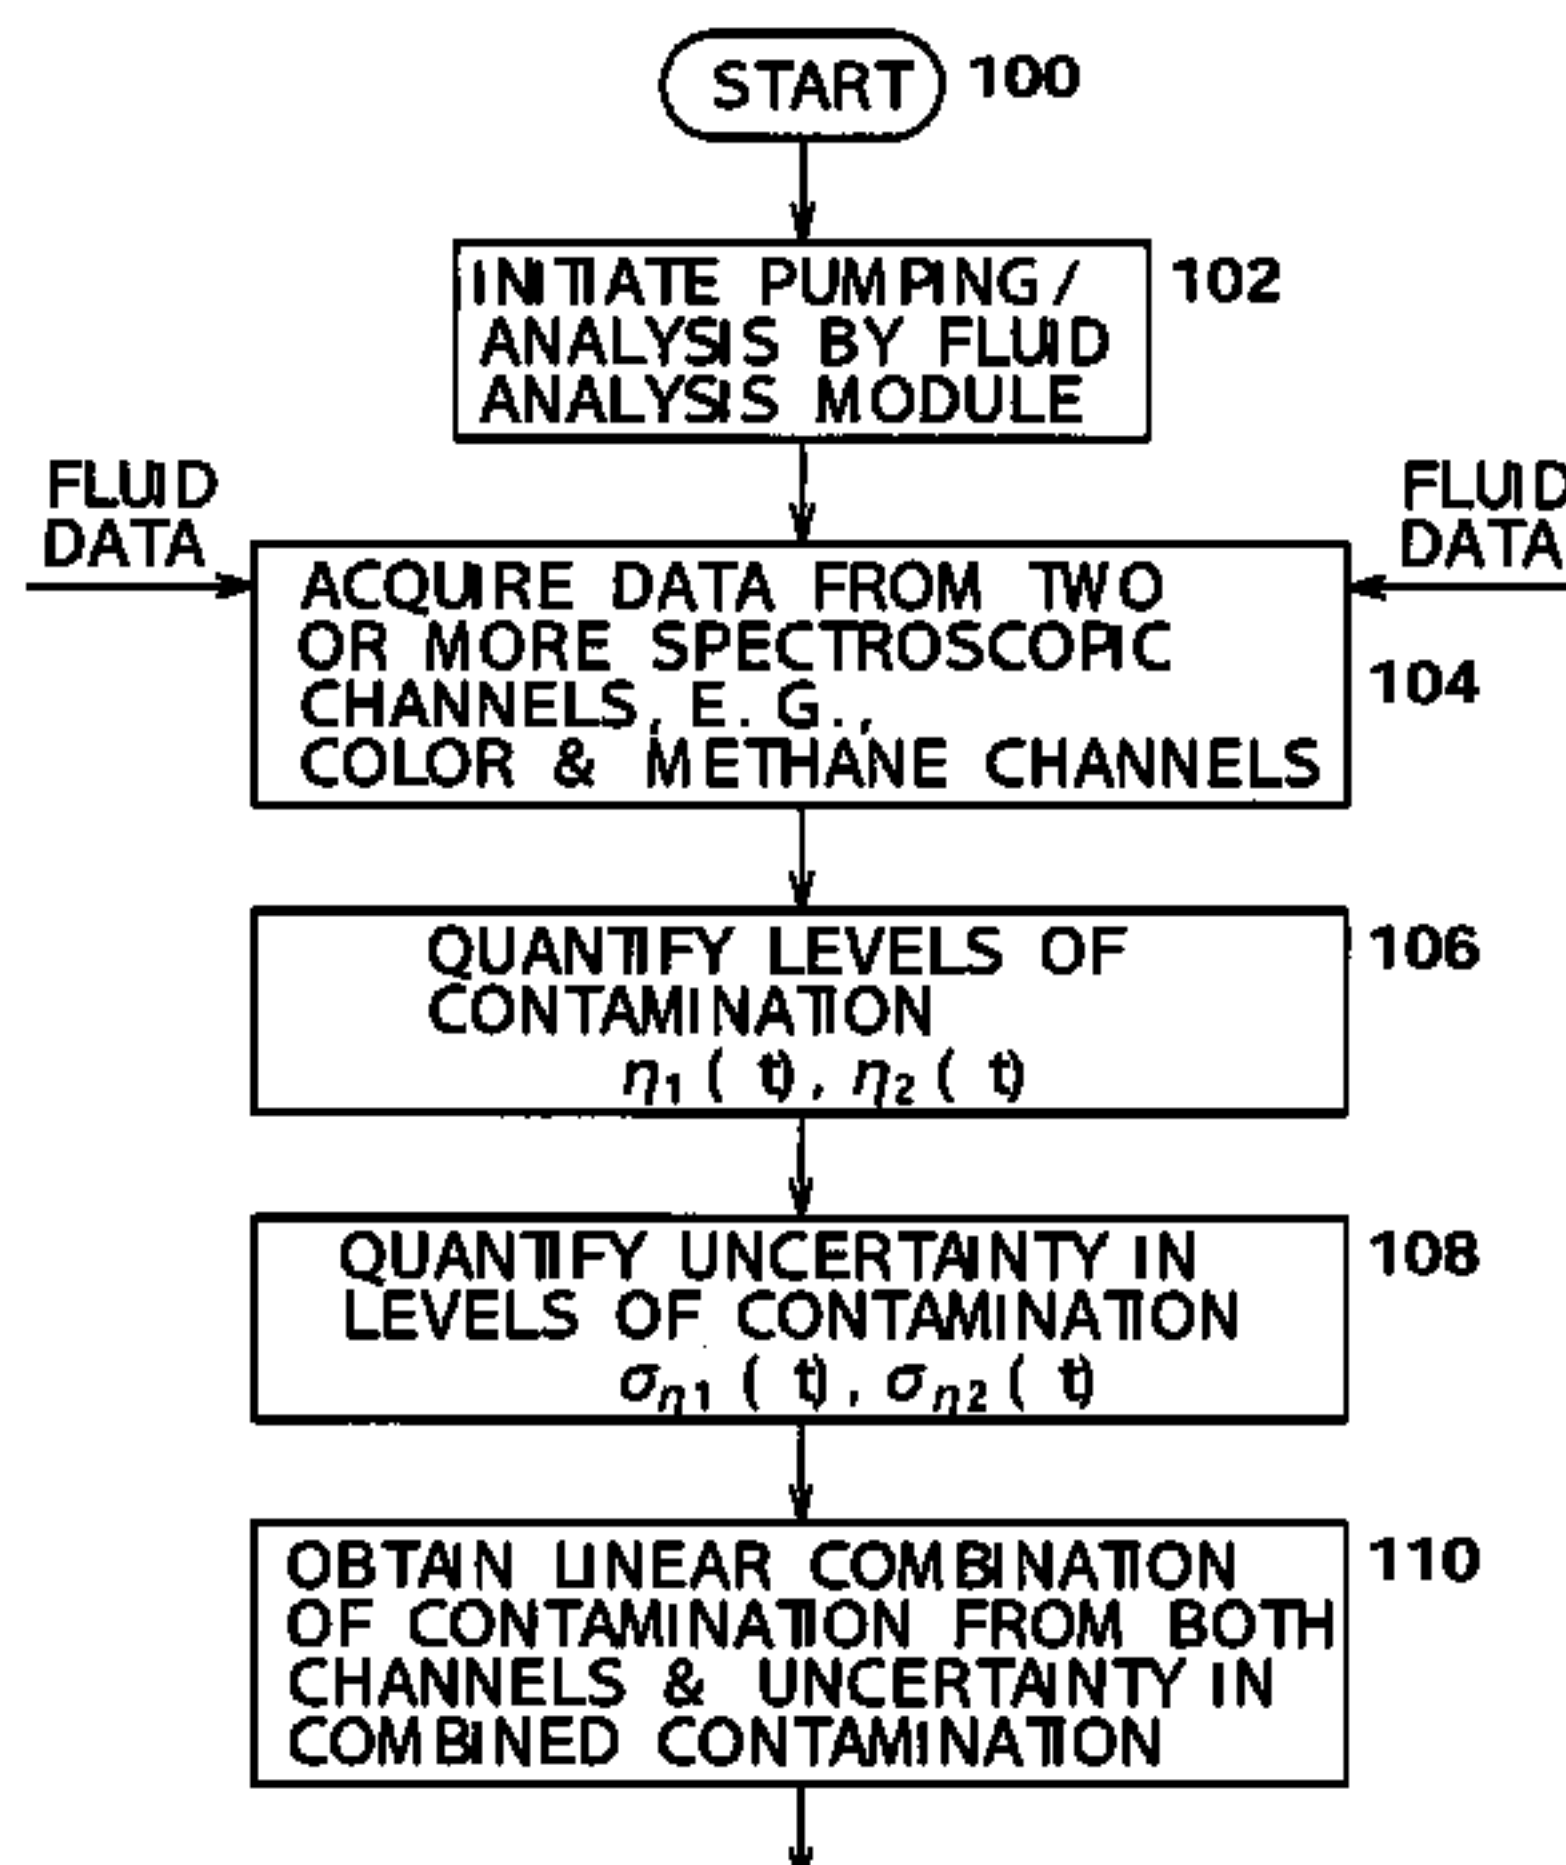 START 100
INITIATE PUMPING/ 102
ANALYSIS BY FLUID
ANALYSIS MODULE
FLUID
DATA
FLUID
DATA
ACQUIRE DATA FROM TWO
OR MORE SPECTROSCOPIC
CHANNELS, E.G.,
COLOR & METHANE CHANNELS
104
QUANTIFY LEVELS OF 106
CONTAMINATION
η₁(t), η₂(t)
QUANTIFY UNCERTAINTY IN 108
LEVELS OF CONTAMINATION
σ_η1(t), σ_η2(t)
OBTAIN LINEAR COMBINATION 110
OF CONTAMINATION FROM BOTH
CHANNELS & UNCERTAINTY IN
COMBINED CONTAMINATION